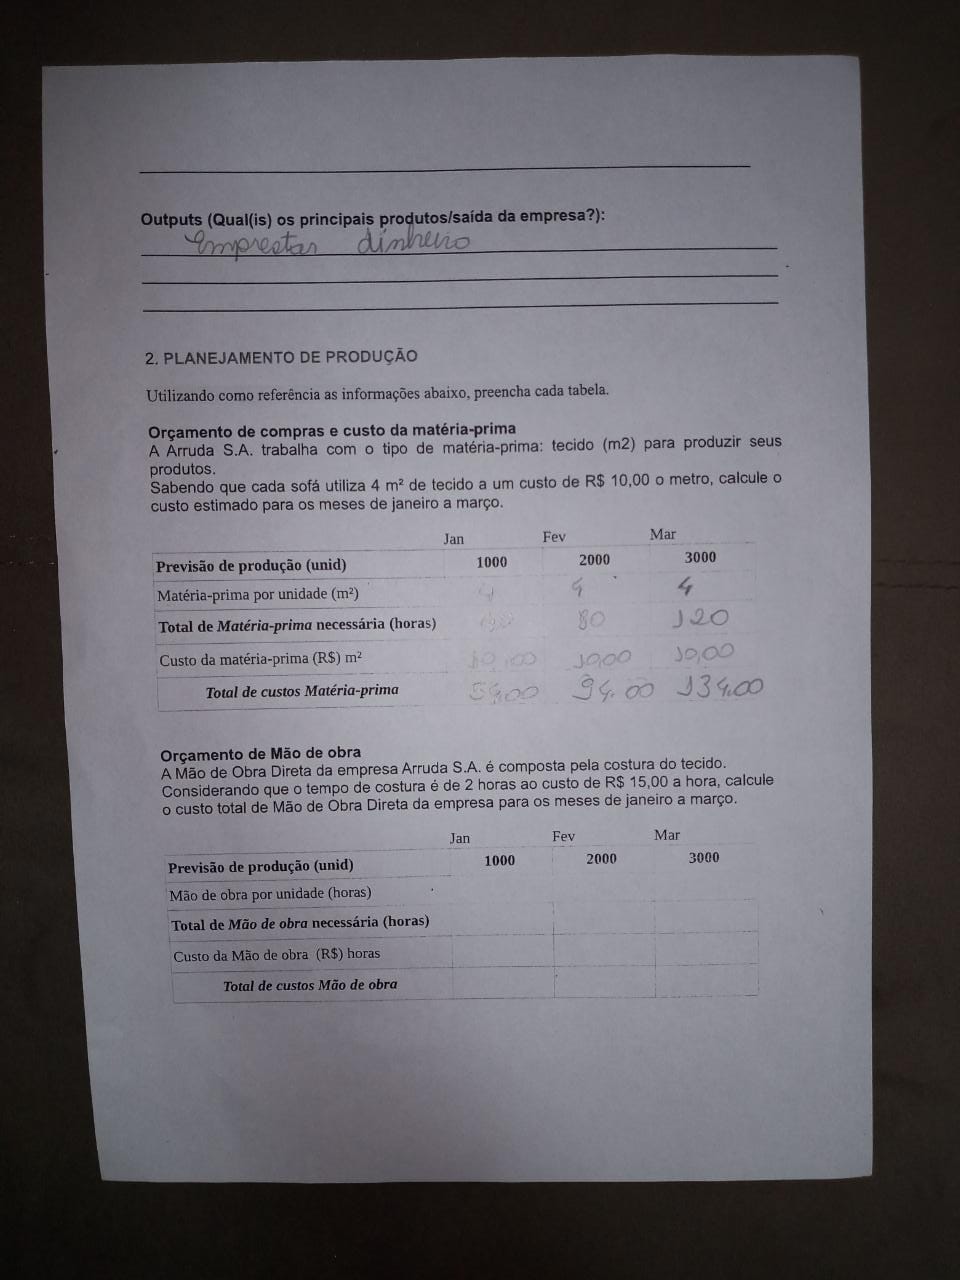 Outputs (Qual(is) os principais produtos/saída da empresa?):
Emprestar dinheiro
2. PLANEJAMENTO DE PRODUÇÃO
Utilizando como referência as informações abaixo, preencha cada tabela.
Orçamento de compras e custo da matéria-prima
A Arruda S.A. trabalha com o tipo de matéria-prima: tecido (m2) para produzir seus
produtos.
Sabendo que cada sofá utiliza 4 m² de tecido a um custo de R$ 10,00 o metro, calcule o
custo estimado para os meses de janeiro a março.
Jan Fev Mar
Previsão de produção (unid) 1000 2000 3000
Matéria-prima por unidade (m²) 4 4 4
Total de Matéria-prima necessária (horas) 80 120
Custo da matéria-prima (R$) m² 10,00 10,00 10,00
Total de custos Matéria-prima 54,00 94,00 134,00
Orçamento de Mão de obra
A Mão de Obra Direta da empresa Arruda S.A. é composta pela costura do tecido.
Considerando que o tempo de costura é de 2 horas ao custo de R$ 15,00 a hora, calcule
o custo total de Mão de Obra Direta da empresa para os meses de janeiro a março.
Jan Fev Mar
Previsão de produção (unid) 1000 2000 3000
Mão de obra por unidade (horas)
Total de Mão de obra necessária (horas)
Custo da Mão de obra (R$) horas
Total de custos Mão de obra